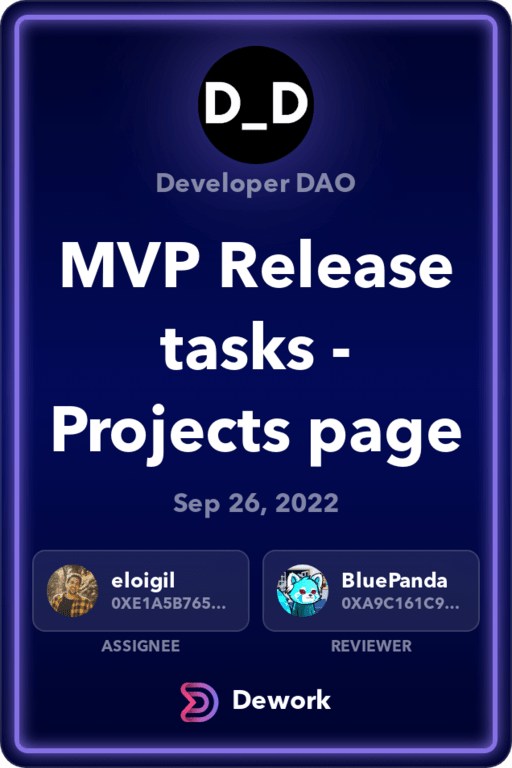 D_D
Developer DAO
MVP Release
tasks -
Projects page
Sep 26, 2022
eloigil
0XE1A5B765...
BluePanda
0XA9C161C9...
ASSIGNEE
REVIEWER
Dework